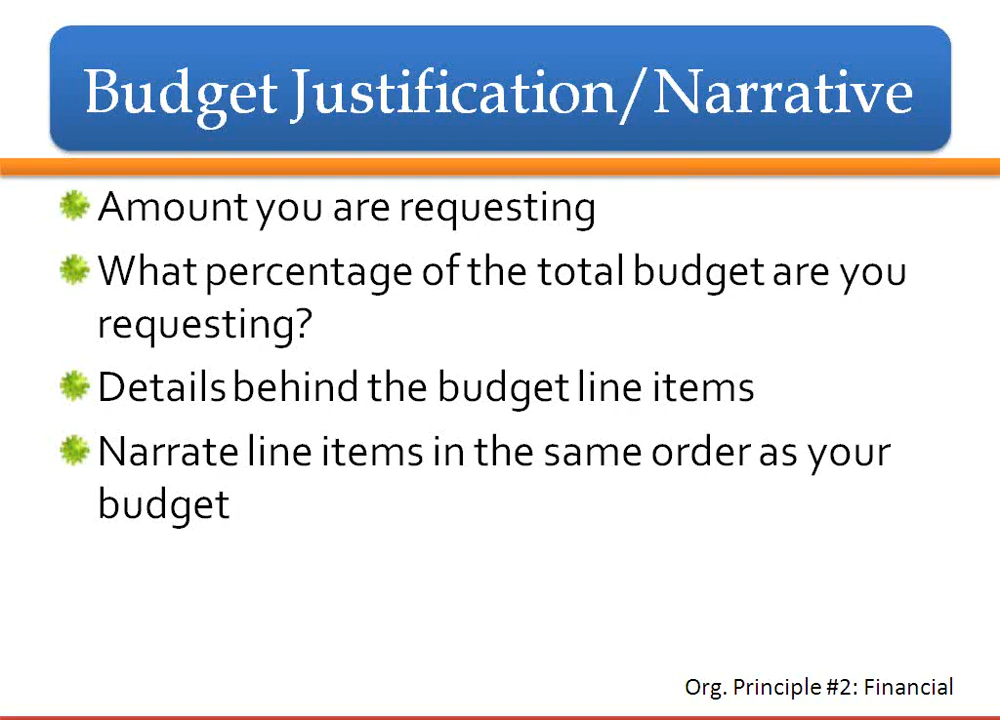 Budget Justification/Narrative
Amount you are requesting
What percentage of the total budget are you
requesting?
Details behind the budget line items
Narrate line items in the same order as your
budget
Org. Principle #2: Financial